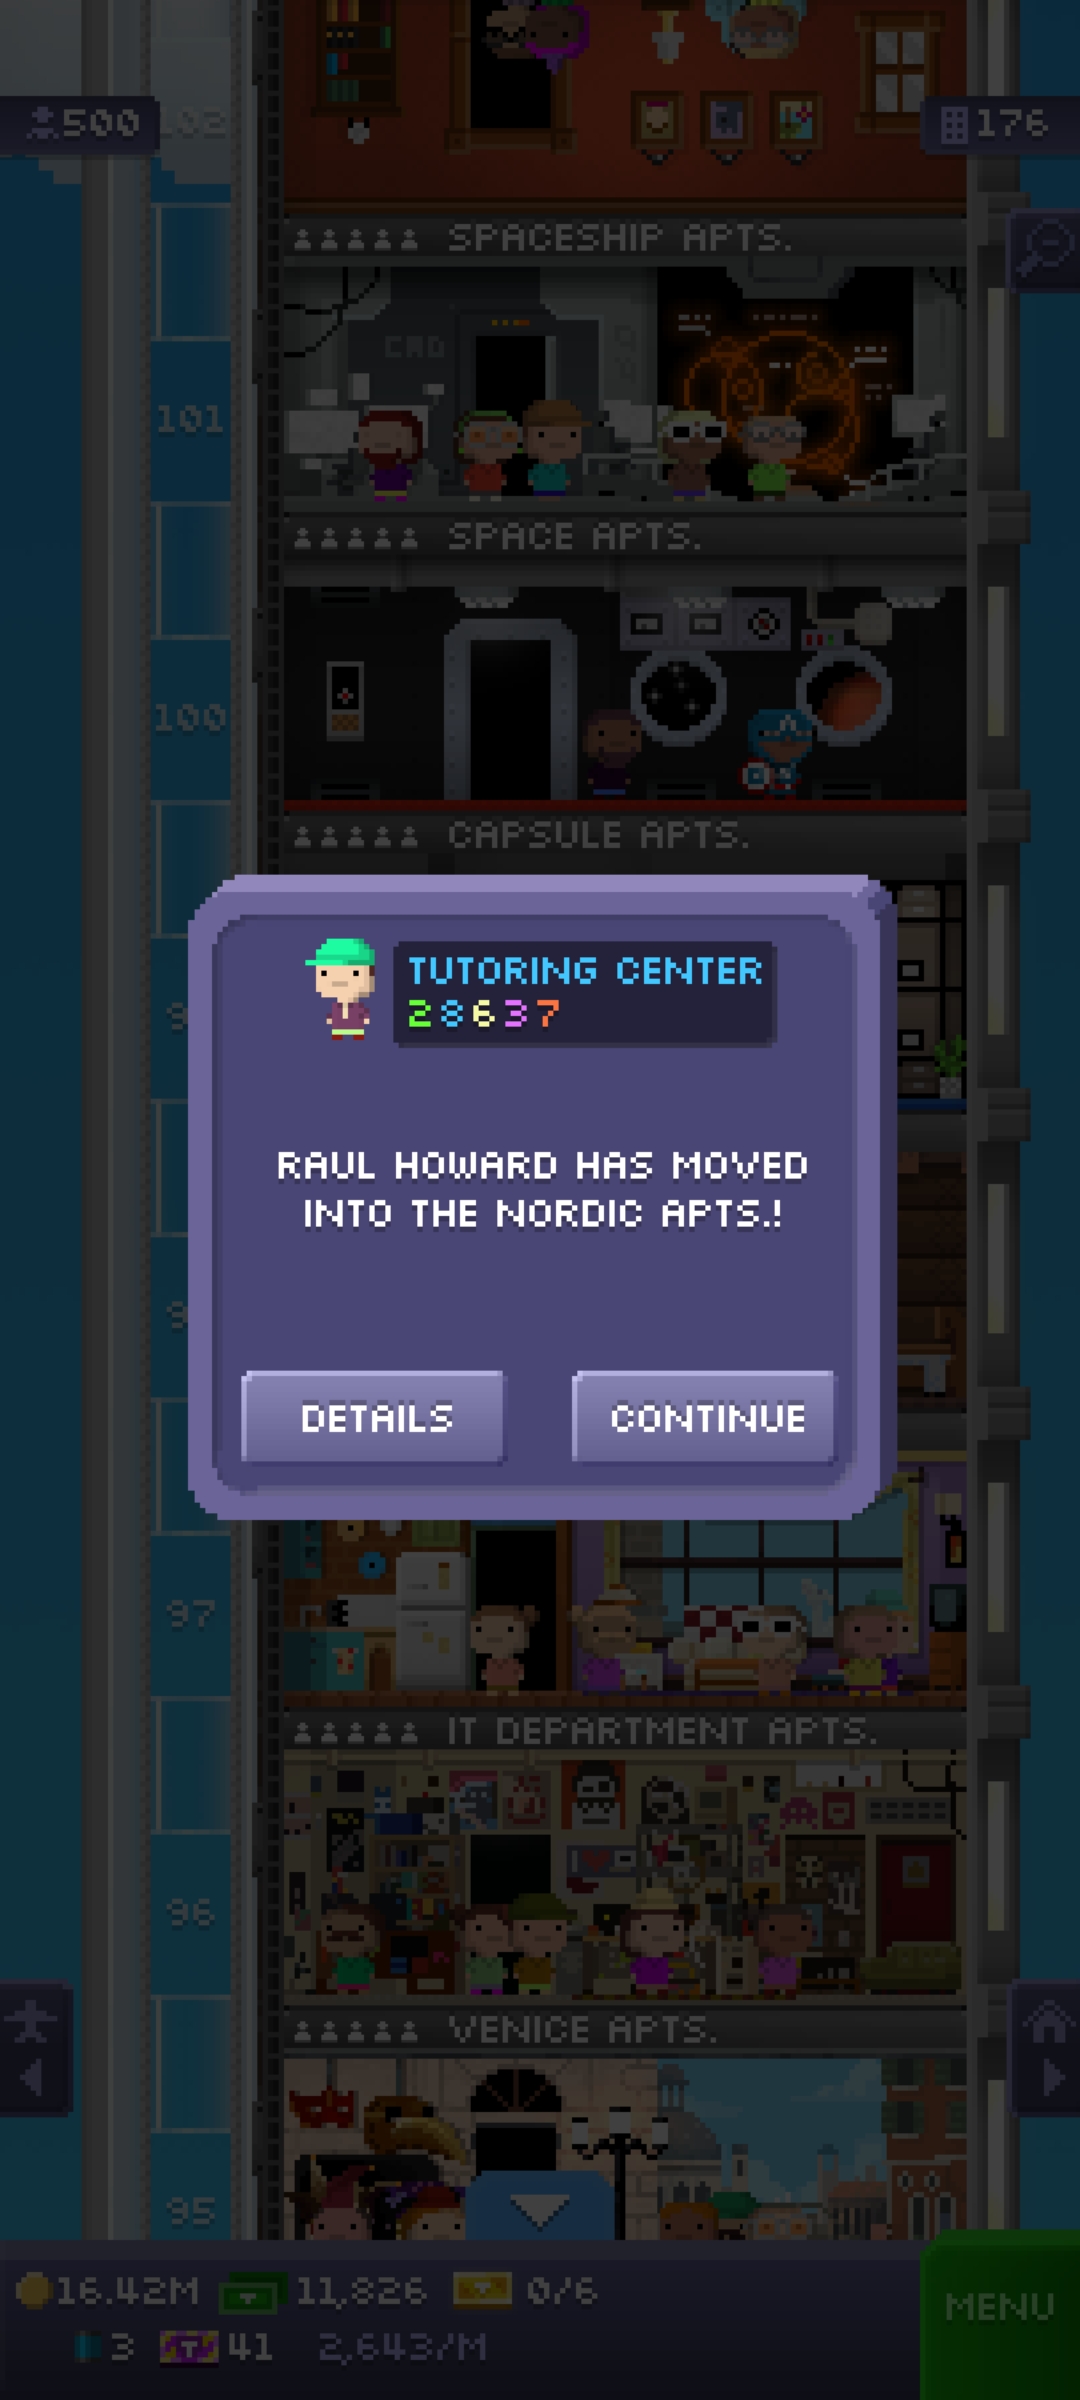 500
102
176
SPACESHIP APTS.
CMD
101
SPACE APTS.
100
CAPSULE APTS.
TUTORING CENTER
28637
RAUL HOWARD HAS MOVED
INTO THE NORDIC APTS.!
DETAILS
CONTINUE
97
IT DEPARTMENT APTS.
96
VENICE APTS.
95
16.42M
11,826
0/6
MENU
3
41
2,643/M